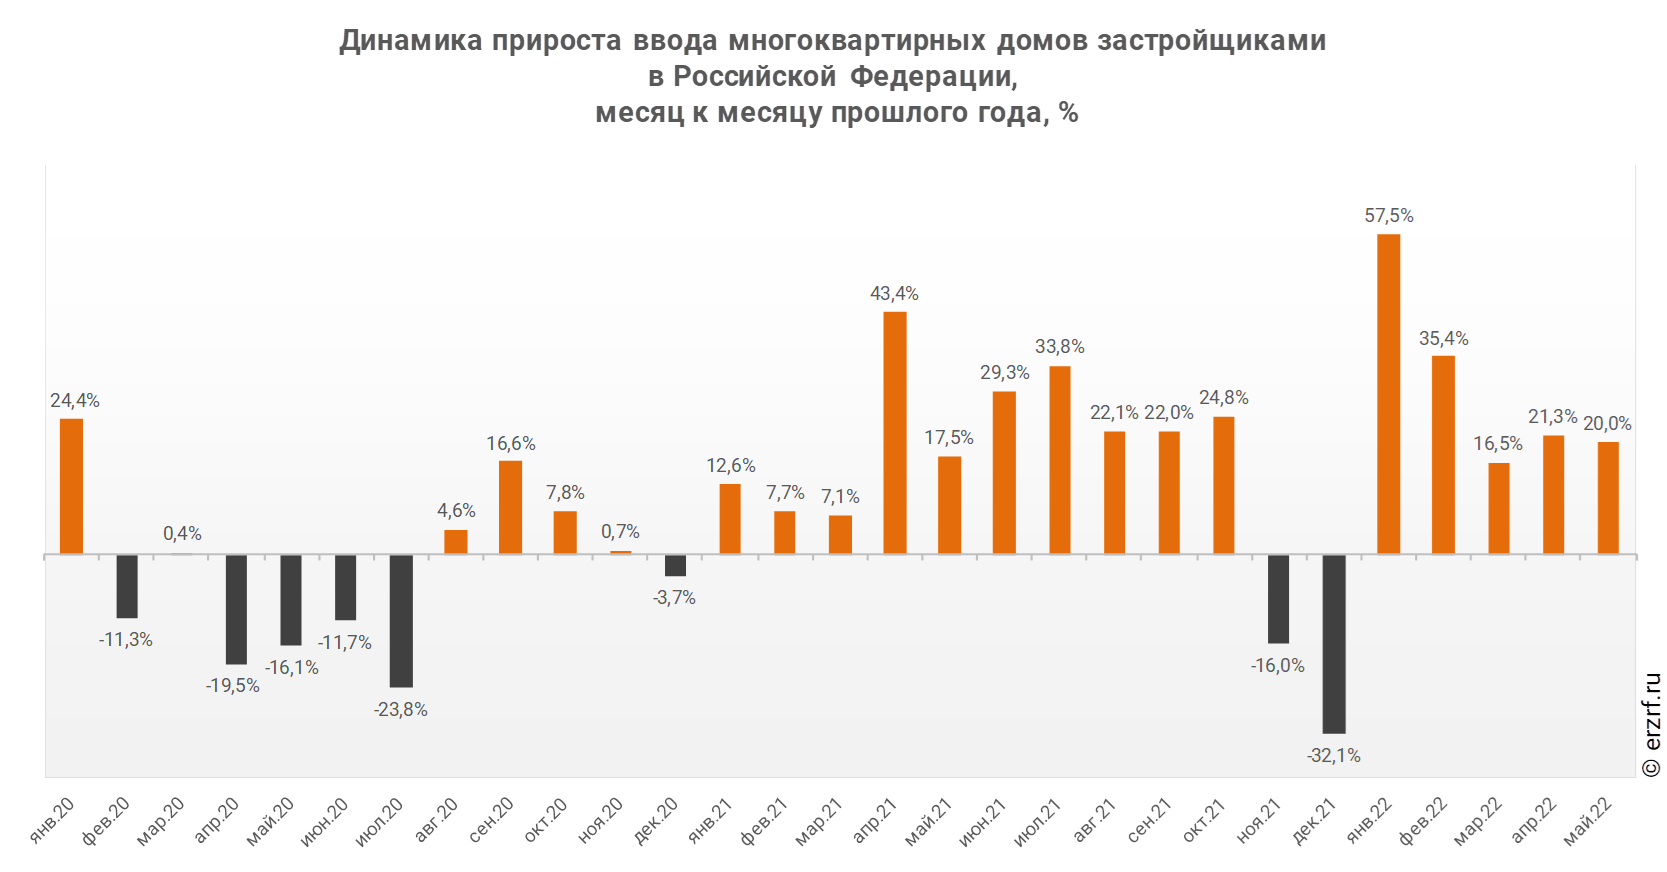 Динамика прироста ввода многоквартирных домов застройщиками
в Российской Федерации,
месяц к месяцу прошлого года, %
24,4%
-11,3%
0,4%
-19,5%
-16,1%
-11,7%
-23,8%
4,6%
16,6%
7,8%
0,7%
-3,7%
12,6%
7,7%
7,1%
43,4%
17,5%
29,3%
33,8%
22,1%
22,0%
24,8%
-16,0%
-32,1%
57,5%
35,4%
16,5%
21,3%
20,0%
янв.20
фев.20
мар.20
апр.20
май.20
июн.20
июл.20
авг.20
сен.20
окт.20
ноя.20
дек.20
янв.21
фев.21
мар.21
апр.21
май.21
июн.21
июл.21
авг.21
сен.21
окт.21
ноя.21
дек.21
янв.22
фев.22
мар.22
апр.22
май.22
© erzrf.ru